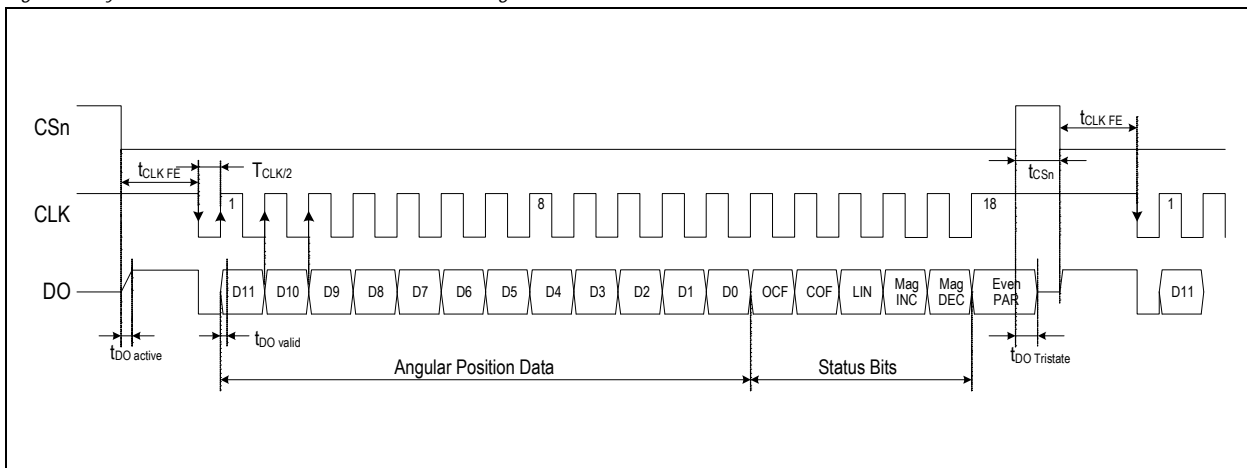 CSn
tCLK FE
TCLK/2
tCLK FE
tCSn
CLK
1
8
18
1
DO
D11 D10 D9 D8 D7 D6 D5 D4 D3 D2 D1 D0 OCF COF LIN Mag INC Mag DEC Even PAR D11
tDO active
tDO valid
tDO Tristate
Angular Position Data
Status Bits